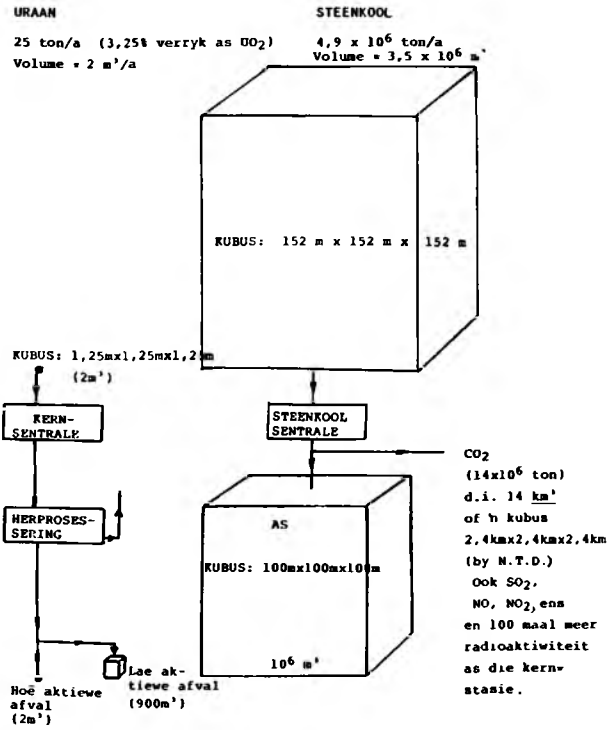 URAAN
25 ton/a (3,25% verryk as UO₂)
Volume = 2 m³/a
STEENKOOL
4,9 x 10⁶ ton/a
Volume = 3,5 x 10⁶ m³
KUBUS: 152 m x 152 m x 152 m
KUBUS: 1,25mx1,25mx1,25m
(2m³)
KERN-
SENTRALE
HERPROSES-
SERING
Hoë aktiewe
afval
(2m³)
Lae ak-
tiewe afval
(900m³)
STEENKOOL
SENTRALE
AS
KUBUS: 100mx100mx100m
10⁶ m³
CO₂
(14x10⁶ ton)
d.i. 14 km³
of 'n kubus
2,4kmx2,4kmx2,4km
(by N.T.D.)
Ook SO₂,
NO, NO₂, ens
en 100 maal meer
radioaktiwiteit
as die kern-
stasie.